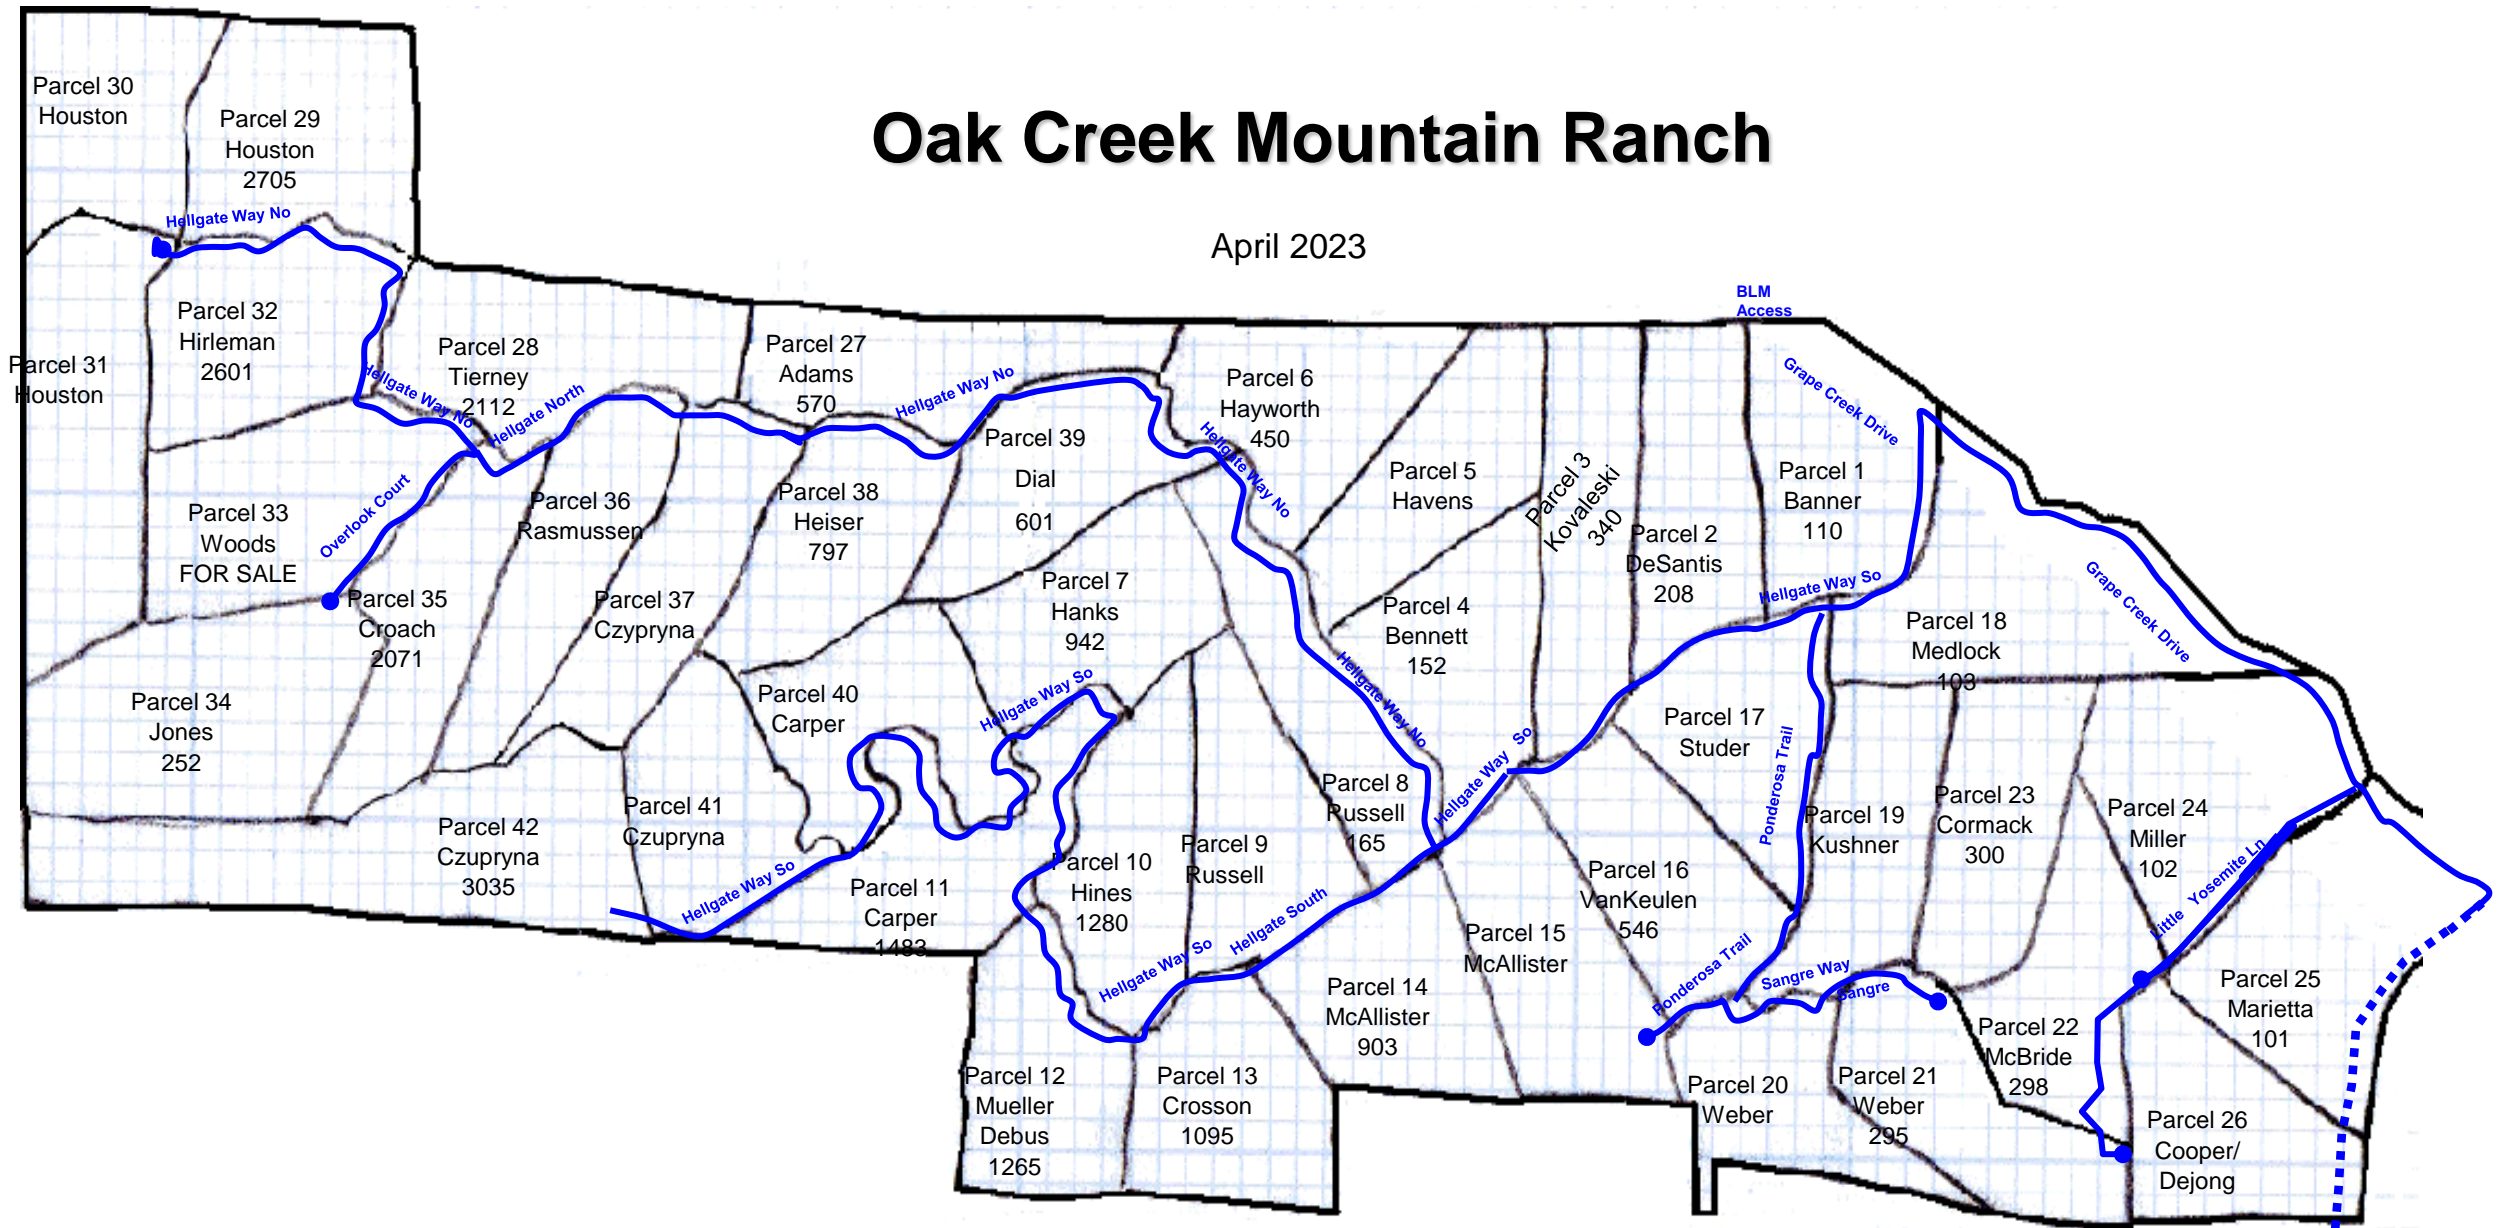 Oak Creek Mountain Ranch
April 2023
Parcel 30
Houston
Parcel 29
Houston
2705
Hellgate Way No
Parcel 31
Houston
Parcel 32
Hirleman
2601
Parcel 28
Tierney
2112
Hellgate Way No
Hellgate North
Parcel 27
Adams
570
Hellgate Way No
Parcel 39
Dial
601
Parcel 6
Hayworth
450
Hellgate Way No
Parcel 5
Havens
Parcel 3
Kovaleski
340
Parcel 2
DeSantis
208
BLM
Access
Parcel 1
Banner
110
Grape Creek Drive
Hellgate Way So
Grape Creek Drive
Parcel 33
Woods
FOR SALE
Overlook Court
Parcel 36
Rasmussen
Parcel 38
Heiser
797
Parcel 35
Croach
2071
Parcel 37
Czypryna
Parcel 7
Hanks
942
Parcel 4
Bennett
152
Parcel 18
Medlock
103
Parcel 34
Jones
252
Parcel 40
Carper
Hellgate Way So
Hellgate Way No
Hellgate Way So
Parcel 17
Studer
Ponderosa Trail
Parcel 42
Czupryna
3035
Parcel 41
Czupryna
Hellgate Way So
Parcel 11
Carper
1483
Parcel 10
Hines
1280
Parcel 9
Russell
Parcel 8
Russell
165
Hellgate South
Hellgate Way So
Parcel 16
VanKeulen
546
Parcel 19
Kushner
Parcel 23
Cormack
300
Parcel 24
Miller
102
Little Yosemite Ln
Parcel 15
McAllister
Parcel 14
McAllister
903
Ponderosa Trail
Sangre Way
Sangre
Parcel 25
Marietta
101
Parcel 22
McBride
298
Parcel 12
Mueller
Debus
1265
Parcel 13
Crosson
1095
Parcel 20
Weber
Parcel 21
Weber
295
Parcel 26
Cooper/
Dejong